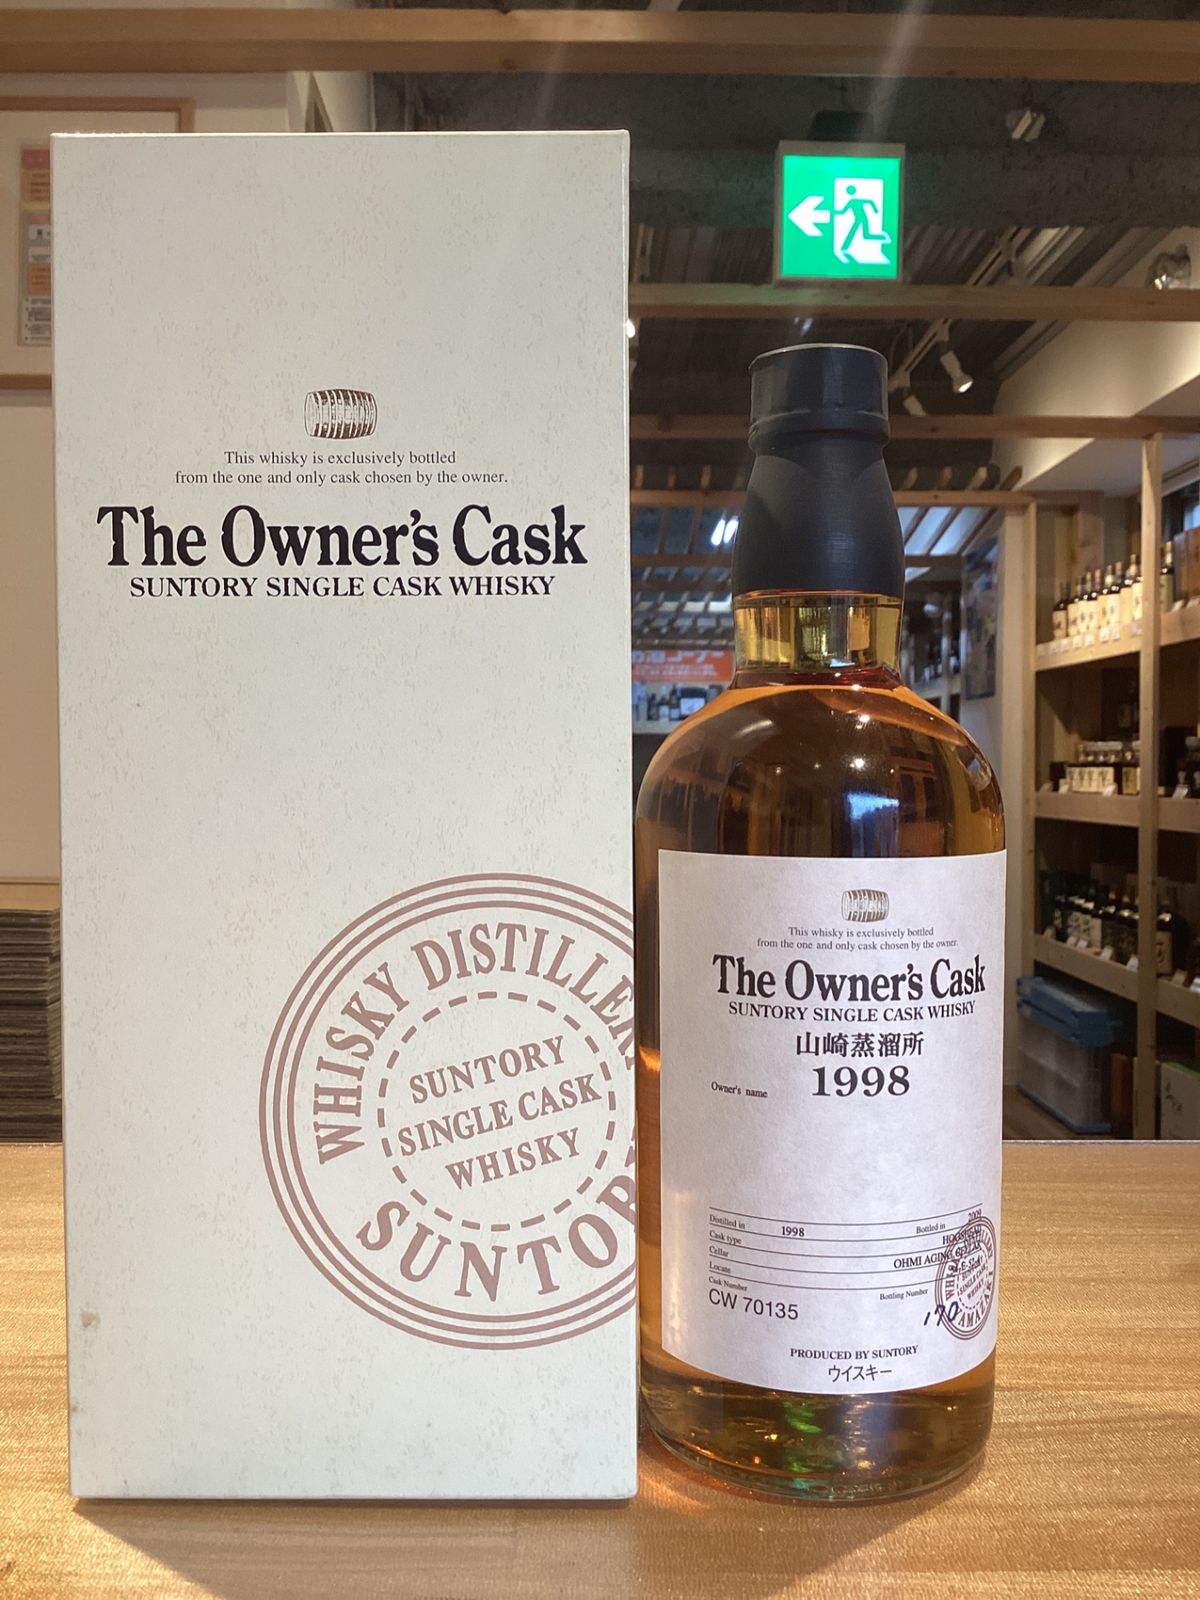 This whisky is exclusively bottled
from the one and only cask chosen by the owner.
The Owner's Cask
SUNTORY SINGLE CASK WHISKY
WHISKY DISTILLER
SUNTORY
SINGLE CASK
WHISKY
SUNTORY
This whisky is exclusively bottled
from the one and only cask chosen by the owner.
The Owner's Cask
SUNTORY SINGLE CASK WHISKY
山崎蒸溜所
1998
Owner's name
Distilled in 1998 Bottled in 2009
Cask type
Cellar OHMI AGING CELLAR
Locate
Cask Number Bottling Number
CW 70135 170
PRODUCED BY SUNTORY
ウイスキー